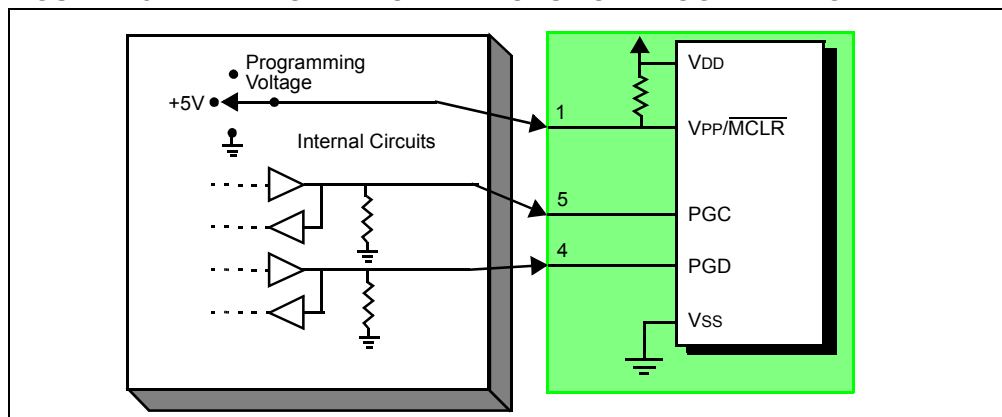 Programming
Voltage
+5V
Internal Circuits
1
5
4
VDD
VPP/MCLR
PGC
PGD
VSS